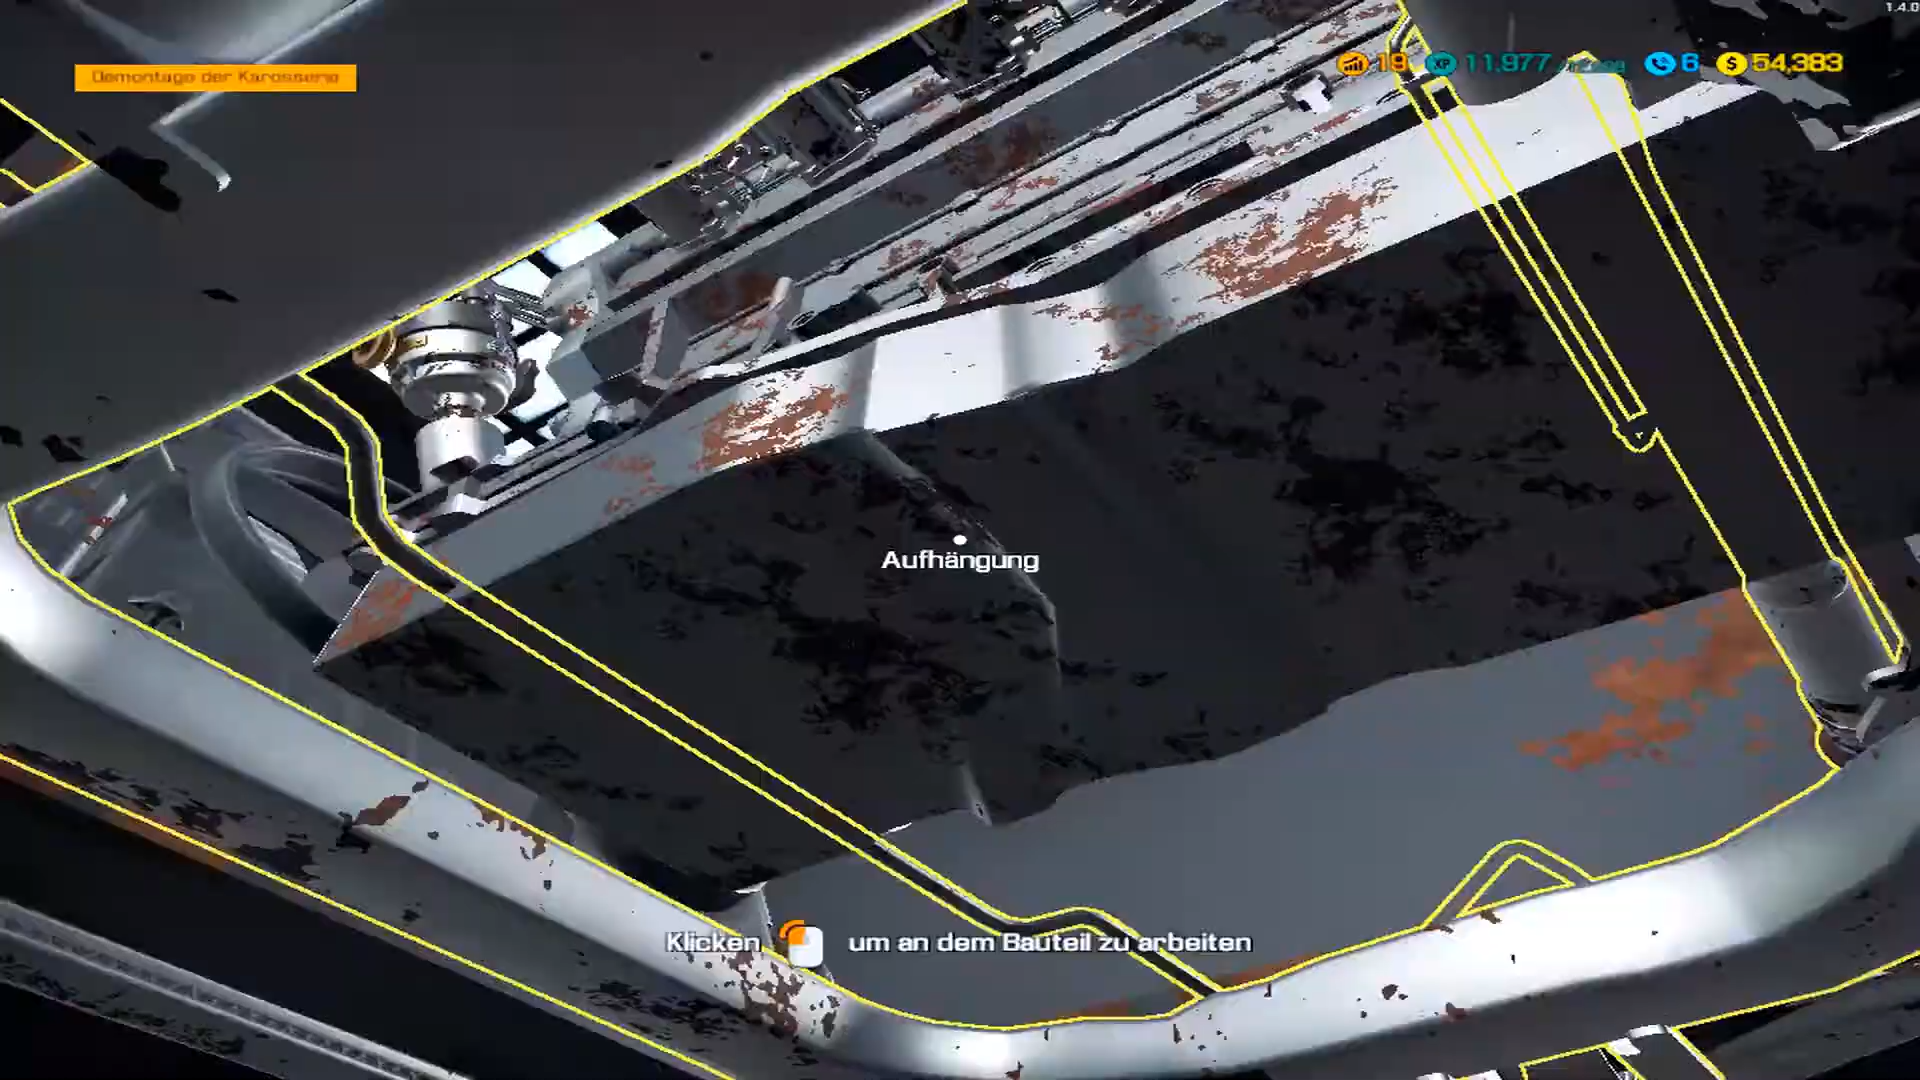 1.4.0
Demontage der Karosserie
19 XP 11,977 6 $ 54,383
Aufhängung
Klicken um an dem Bauteil zu arbeiten